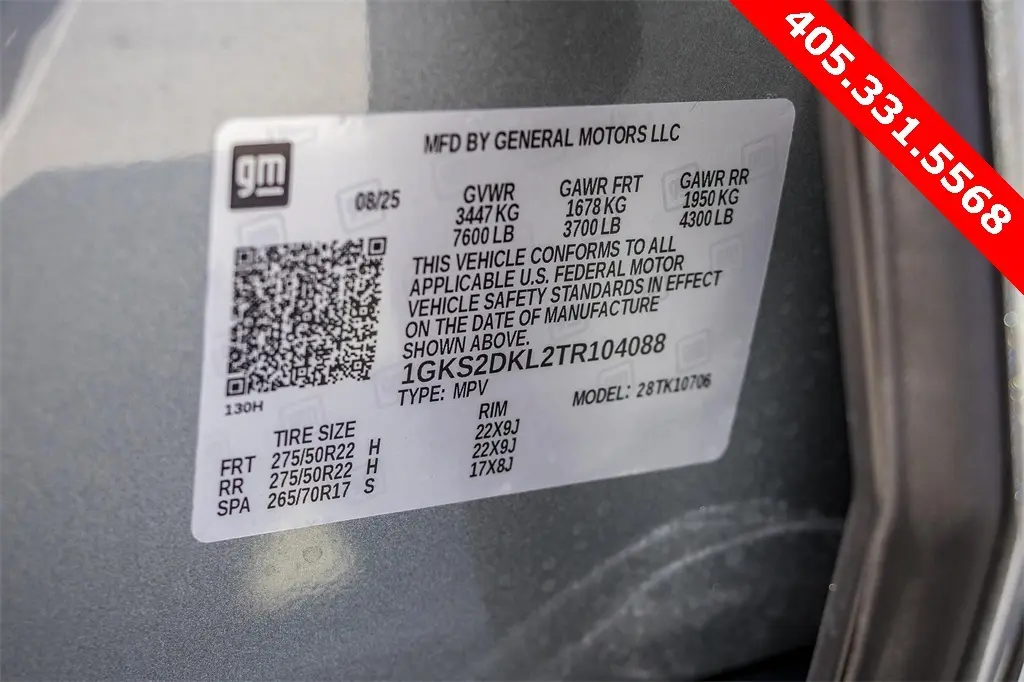 405.331.5568
MFD BY GENERAL MOTORS LLC
gm
08/25
GVWR
3447 KG
7600 LB
GAWR FRT
1678 KG
3700 LB
GAWR RR
1950 KG
4300 LB
THIS VEHICLE CONFORMS TO ALL
APPLICABLE U.S. FEDERAL MOTOR
VEHICLE SAFETY STANDARDS IN EFFECT
ON THE DATE OF MANUFACTURE
SHOWN ABOVE.
1GKS2DKL2TR104088
TYPE: MPV
MODEL: 28TK10706
130H
TIRE SIZE RIM
FRT 275/50R22 H 22X9J
RR 275/50R22 H 22X9J
SPA 265/70R17 S 17X8J